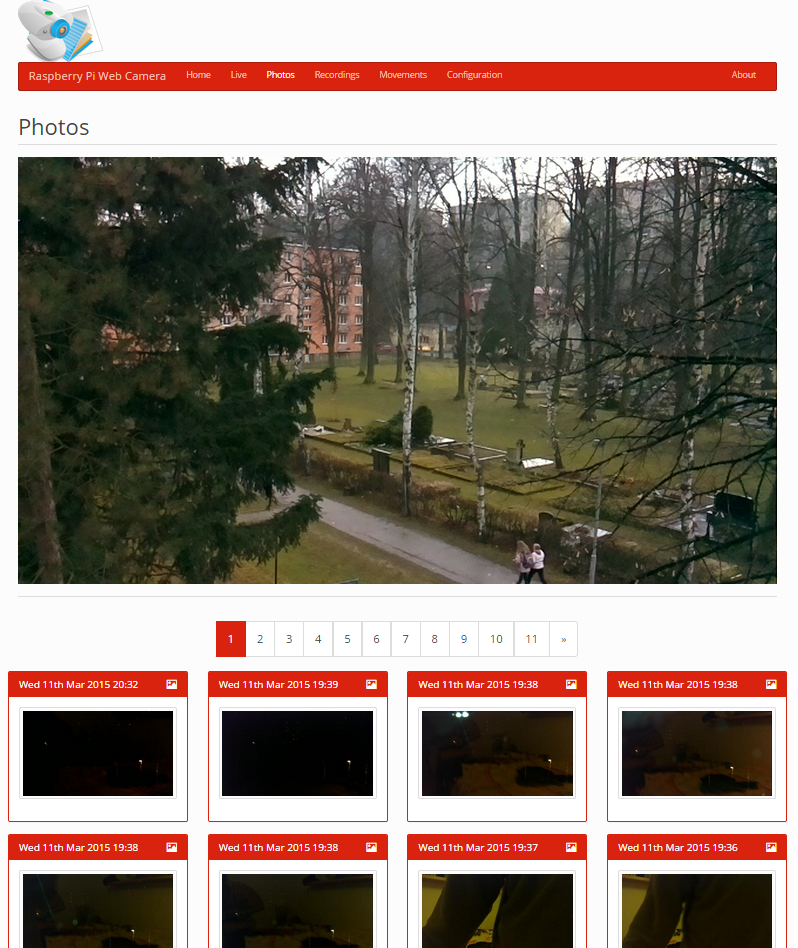 Raspberry Pi Web Camera Home Live Photos Recordings Movements Configuration About
Photos
1 2 3 4 5 6 7 8 9 10 11 »
Wed 11th Mar 2015 20:32
Wed 11th Mar 2015 19:39
Wed 11th Mar 2015 19:38
Wed 11th Mar 2015 19:38
Wed 11th Mar 2015 19:38
Wed 11th Mar 2015 19:38
Wed 11th Mar 2015 19:37
Wed 11th Mar 2015 19:36